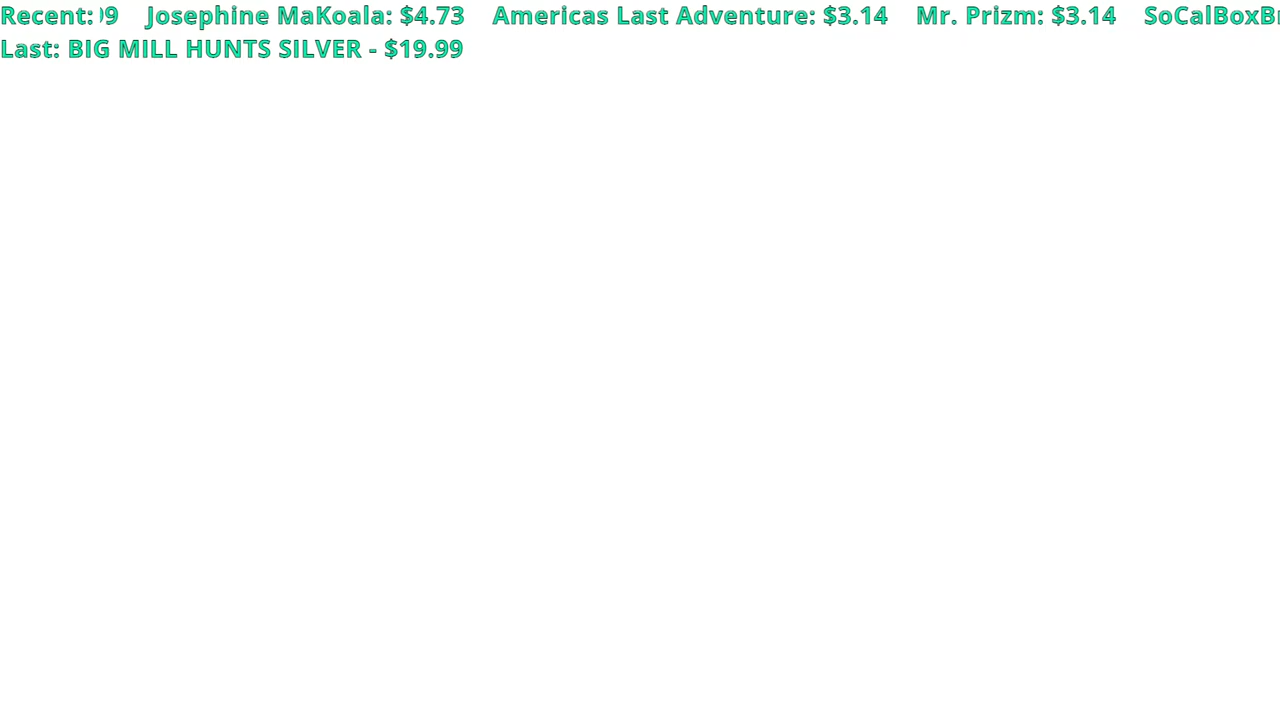 Recent: 9 Josephine MaKoala: $4.73 Americas Last Adventure: $3.14 Mr. Prizm: $3.14
Last: BIG MILL HUNTS SILVER - $19.99